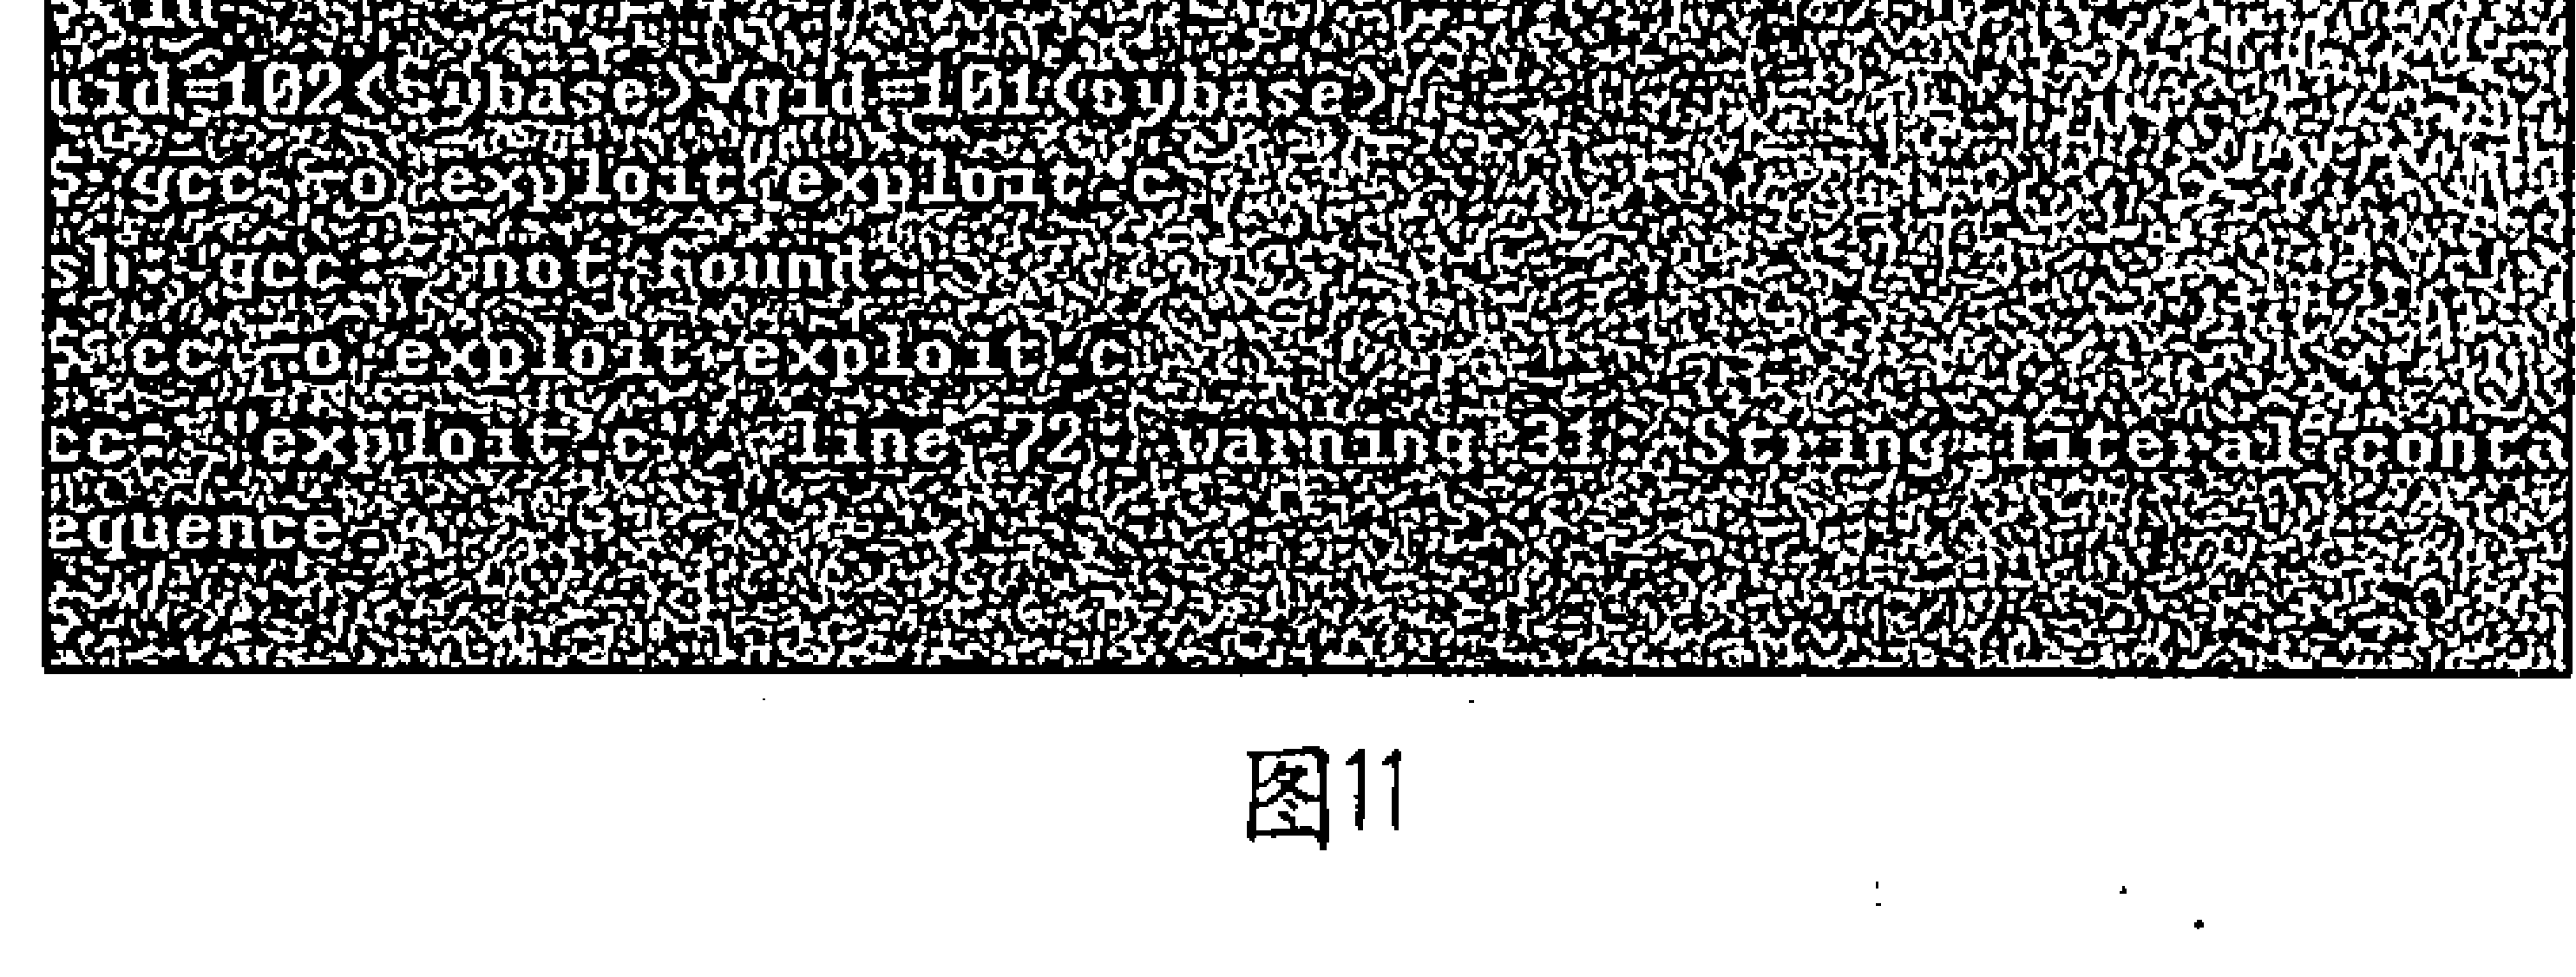 $ id
uid=102(sybase) gid=101(sybase)
$ gcc -o exploit exploit.c
sh: gcc: not found.
$ cc -o exploit exploit.c
cc: "exploit.c", line 72: warning 31: String literal conta
equence.
$
图11